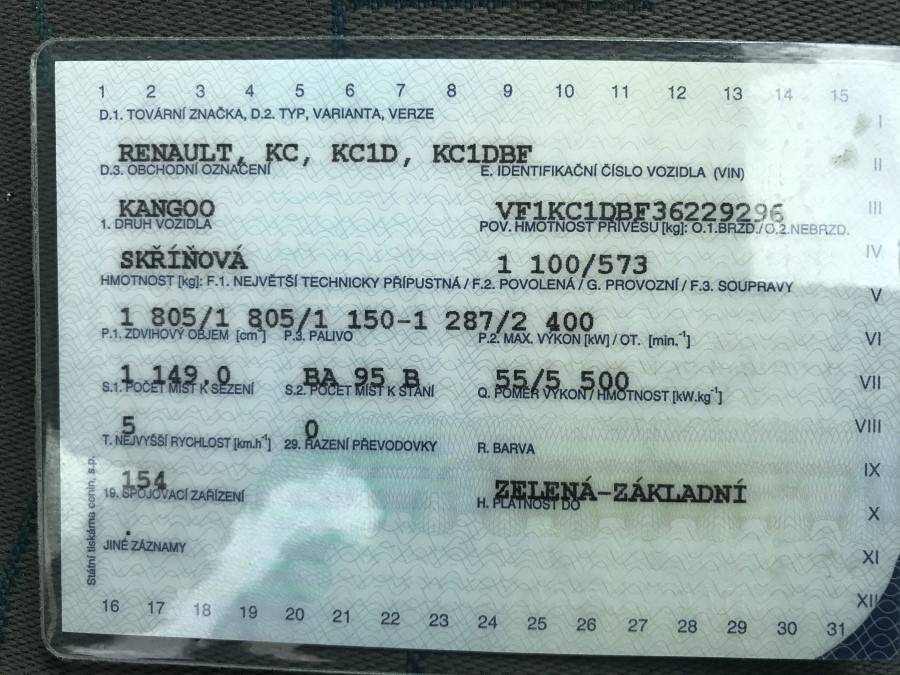 1 2 3 4 5 6 7 8 9 10 11 12 13 14 15
D.1. TOVÁRNÍ ZNAČKA, D.2. TYP, VARIANTA, VERZE
I
RENAULT, KC, KC1D, KC1DBF
II
D.3. OBCHODNÍ OZNAČENÍ E. IDENTIFIKAČNÍ ČÍSLO VOZIDLA (VIN)
KANGOO VF1KC1DBF36229296
III
1. DRUH VOZIDLA POV. HMOTNOST PŘÍVĚSU [kg]: O.1.BRZD./O.2.NEBRZD.
SKŘÍŇOVÁ 1 100/573
IV
HMOTNOST [kg]: F.1. NEJVĚTŠÍ TECHNICKY PŘÍPUSTNÁ / F.2. POVOLENÁ / G. PROVOZNÍ / F.3. SOUPRAVY
V
1 805/1 805/1 150-1 287/2 400
VI
P.1. ZDVIHOVÝ OBJEM [cm³] P.3. PALIVO P.2. MAX. VÝKON [kW] / OT. [min.⁻¹]
1 149,0 BA 95 B 55/5 500
VII
S.1. POČET MÍST K SEZENÍ S.2. POČET MÍST K STÁNÍ Q. POMĚR VÝKON / HMOTNOST [kW.kg⁻¹]
5 0
VIII
T. NEJVYŠŠÍ RYCHLOST [km.h⁻¹] 29. ŘAZENÍ PŘEVODOVKY R. BARVA
154 ZELENÁ-ZÁKLADNÍ
IX
19. SPOJOVACÍ ZAŘÍZENÍ H. PLATNOST DO
X
.
JINÉ ZÁZNAMY
XI
Státní tiskárna cenin, s.p.
XII
16 17 18 19 20 21 22 23 24 25 26 27 28 29 30 31